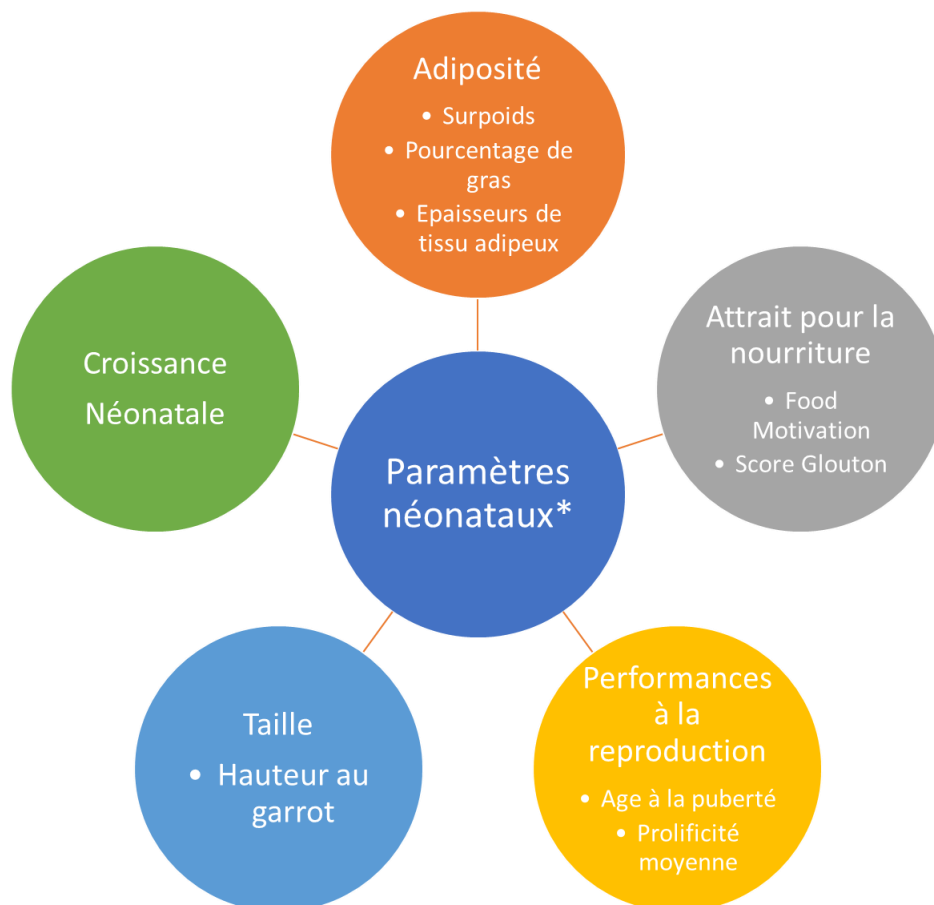 Adiposité
• Surpoids
• Pourcentage de
gras
• Epaisseurs de
tissu adipeux
Attrait pour la
nourriture
• Food
Motivation
• Score Glouton
Croissance
Néonatale
Paramètres
néonataux*
Taille
• Hauteur au
garrot
Performances
à la
reproduction
• Age à la puberté
• Prolificité
moyenne